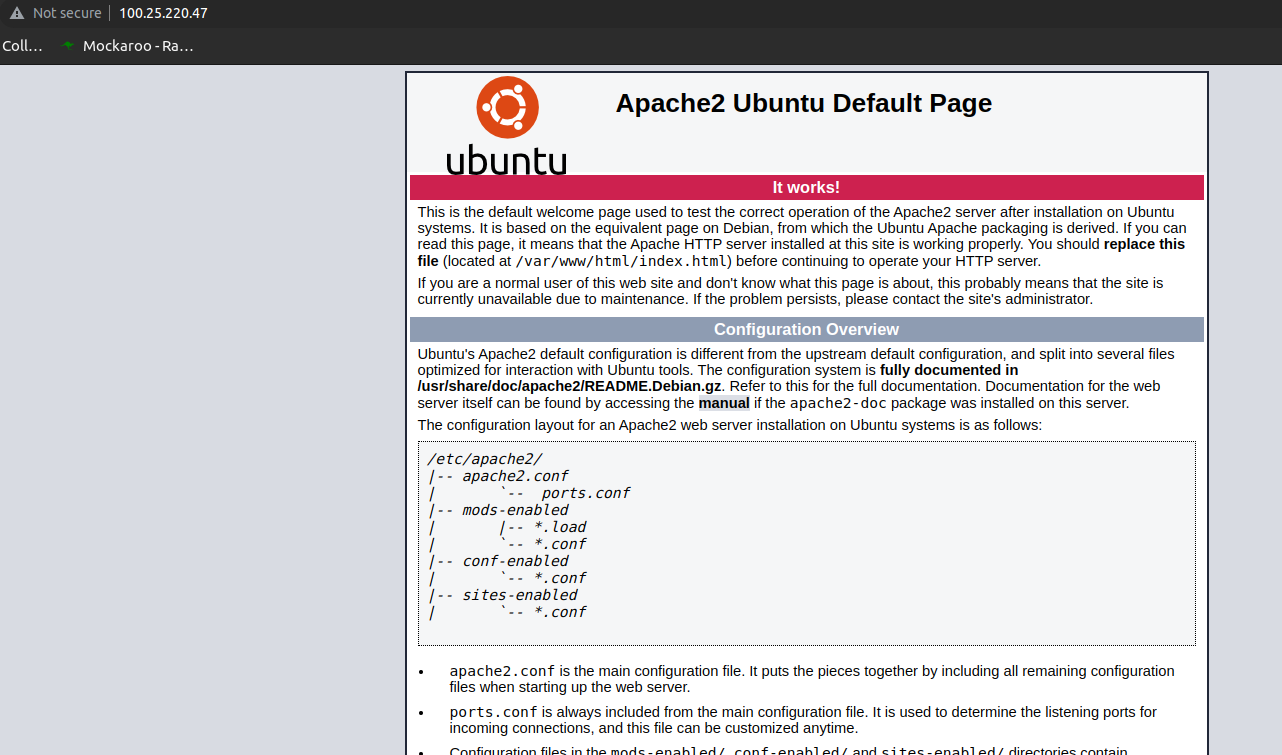 Not secure 100.25.220.47
Coll… Mockaroo - Ra…
Apache2 Ubuntu Default Page
ubuntu
It works!
This is the default welcome page used to test the correct operation of the Apache2 server after installation on Ubuntu
systems. It is based on the equivalent page on Debian, from which the Ubuntu Apache packaging is derived. If you can
read this page, it means that the Apache HTTP server installed at this site is working properly. You should replace this
file (located at /var/www/html/index.html) before continuing to operate your HTTP server.
If you are a normal user of this web site and don't know what this page is about, this probably means that the site is
currently unavailable due to maintenance. If the problem persists, please contact the site's administrator.
Configuration Overview
Ubuntu's Apache2 default configuration is different from the upstream default configuration, and split into several files
optimized for interaction with Ubuntu tools. The configuration system is fully documented in
/usr/share/doc/apache2/README.Debian.gz. Refer to this for the full documentation. Documentation for the web
server itself can be found by accessing the manual if the apache2-doc package was installed on this server.
The configuration layout for an Apache2 web server installation on Ubuntu systems is as follows:
/etc/apache2/
|-- apache2.conf
|       `--  ports.conf
|-- mods-enabled
|       |-- *.load
|       `-- *.conf
|-- conf-enabled
|       `-- *.conf
|-- sites-enabled
|       `-- *.conf
• apache2.conf is the main configuration file. It puts the pieces together by including all remaining configuration
files when starting up the web server.
• ports.conf is always included from the main configuration file. It is used to determine the listening ports for
incoming connections, and this file can be customized anytime.
• Configuration files in the mods-enabled/, conf-enabled/ and sites-enabled/ directories contain